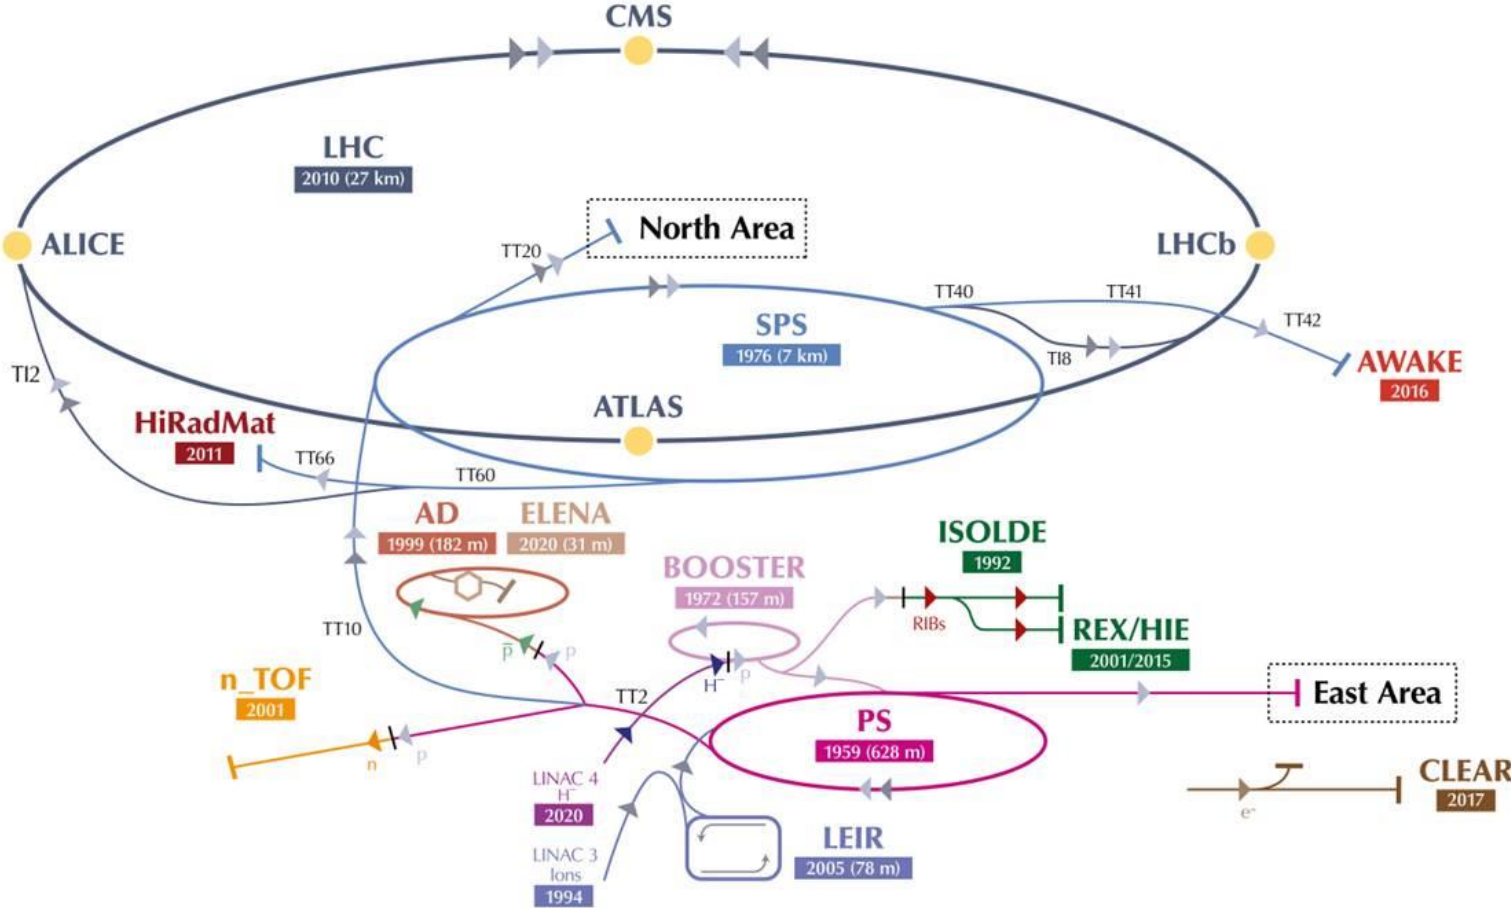 CMS
LHC
2010 (27 km)
North Area
TT20
ALICE
LHCb
TT40
TT41
TT42
SPS
1976 (7 km)
TI8
TI2
AWAKE
2016
ATLAS
HiRadMat
2011
TT66
TT60
AD
1999 (182 m)
ELENA
2020 (31 m)
ISOLDE
1992
BOOSTER
1972 (157 m)
RIBs
REX/HIE
2001/2015
TT10
p̅
p
H⁻
p
n_TOF
2001
TT2
East Area
PS
1959 (628 m)
n
p
LINAC 4
H⁻
2020
CLEAR
2017
e⁻
LINAC 3
Ions
1994
LEIR
2005 (78 m)